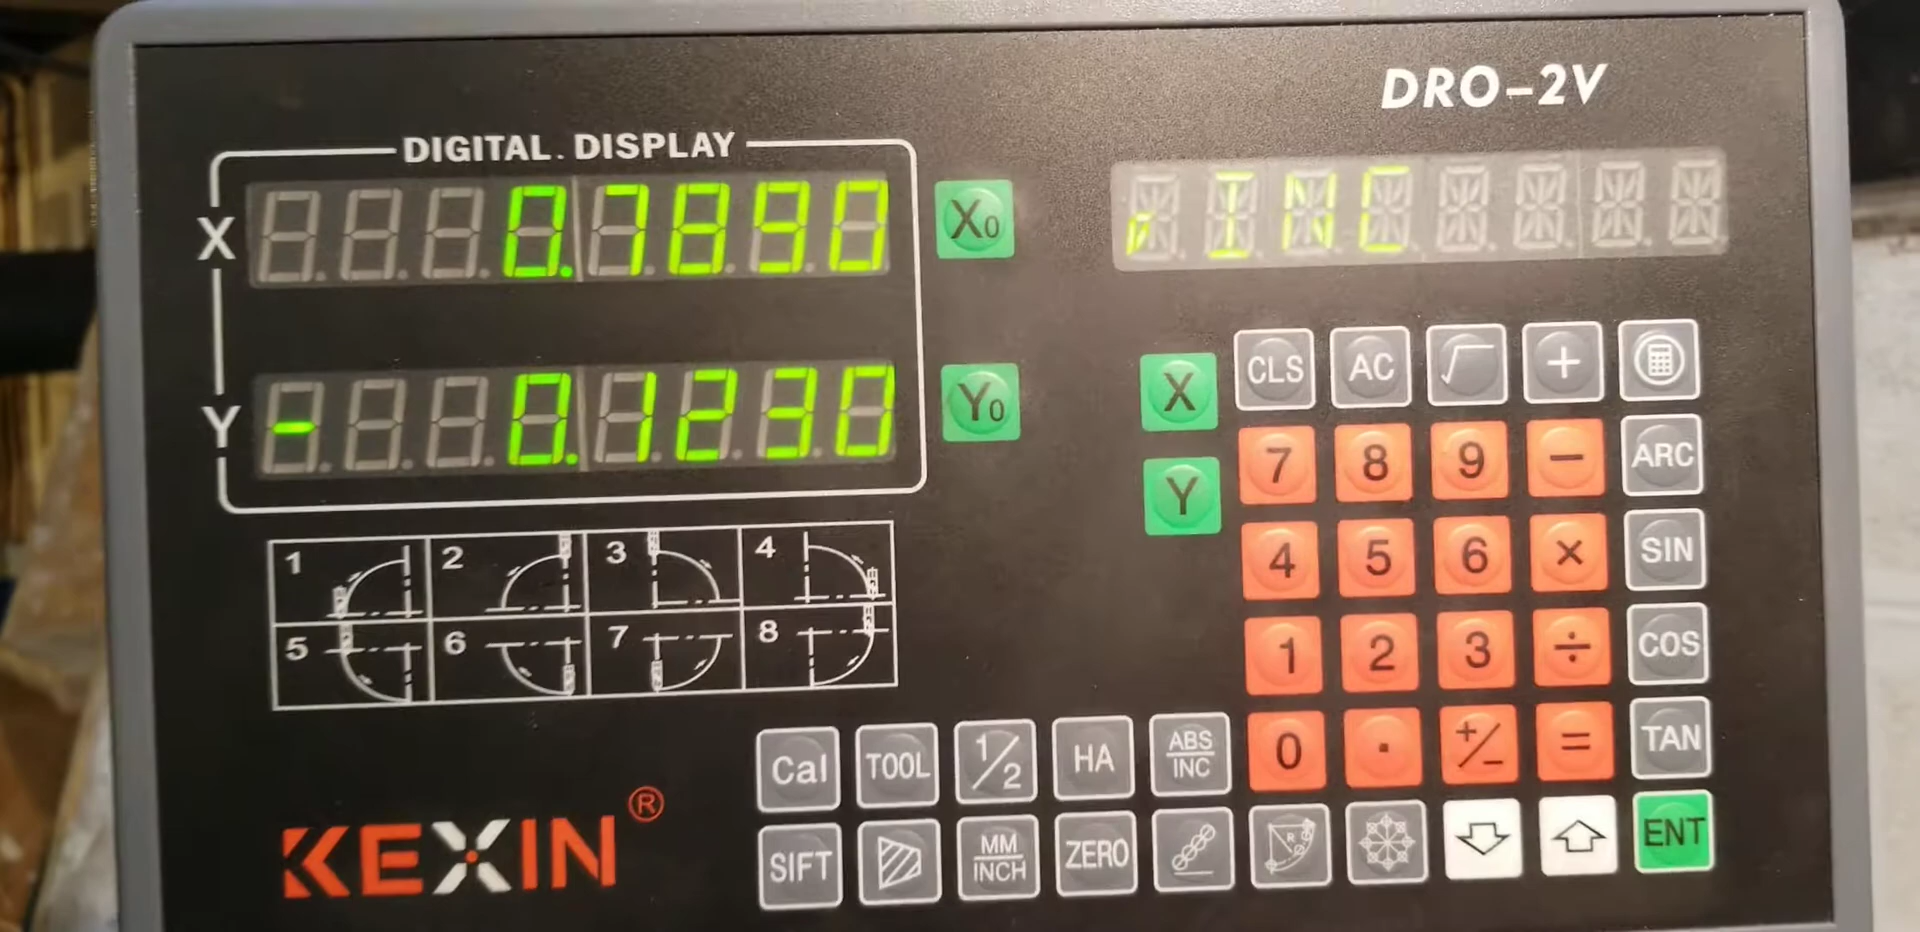 DRO-2V
DIGITAL. DISPLAY
X 0.7890 X0
INC
Y - 0.1230 Y0
X CLS AC √ +
7 8 9 - ARC
Y
1 2 3 4
4 5 6 × SIN
5 6 7 8
1 2 3 ÷ COS
Cal TOOL 1/2 HA ABS/INC 0 . +/- = TAN
KEXIN®
SIFT MM/INCH ZERO R ENT